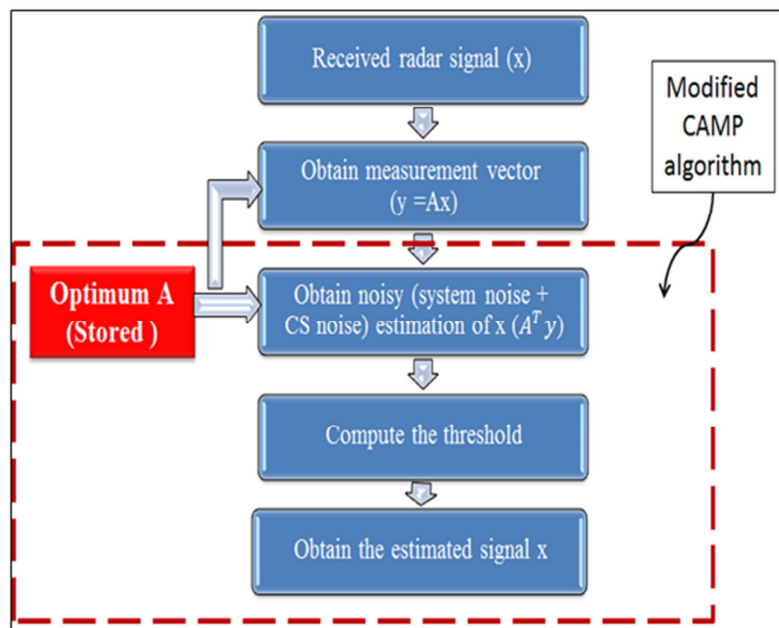 Received radar signal (x)
Obtain measurement vector
(y =Ax)
Modified
CAMP
algorithm
Optimum A
(Stored )
Obtain noisy (system noise +
CS noise) estimation of x (Aᵀ y)
Compute the threshold
Obtain the estimated signal x